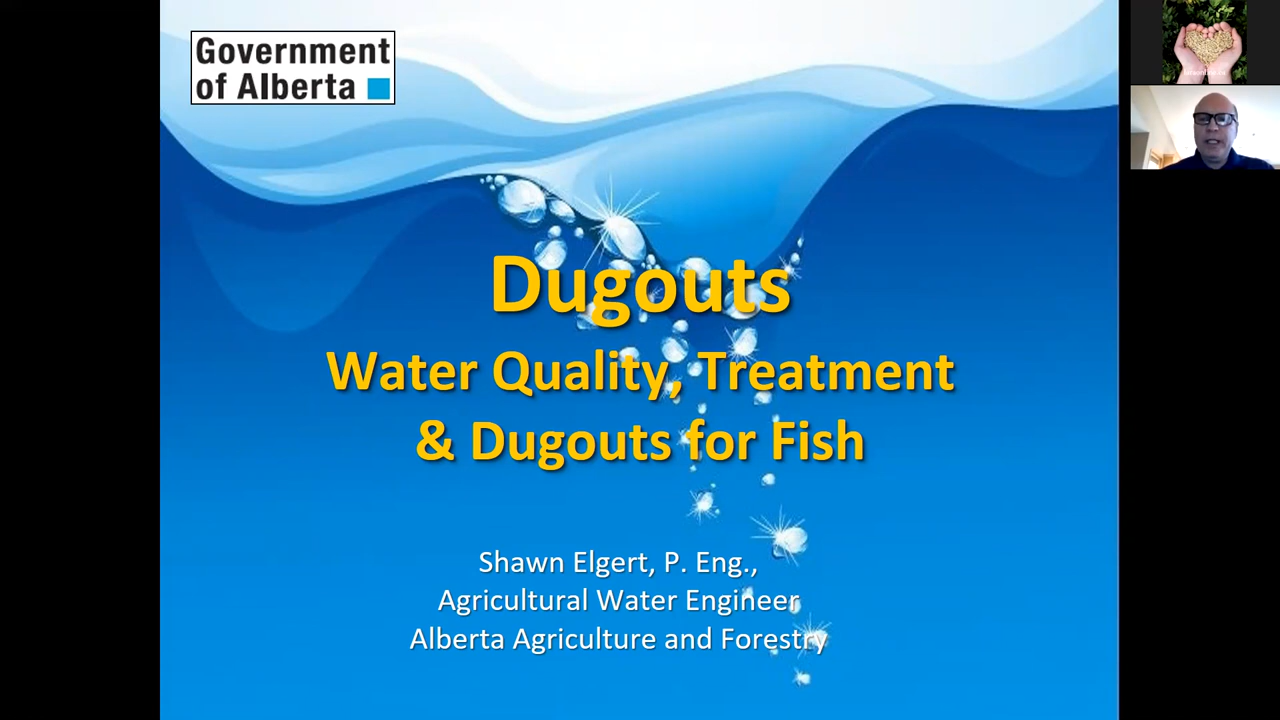 Government
of Alberta
Dugouts
Water Quality, Treatment
& Dugouts for Fish
Shawn Elgert, P. Eng.,
Agricultural Water Engineer
Alberta Agriculture and Forestry